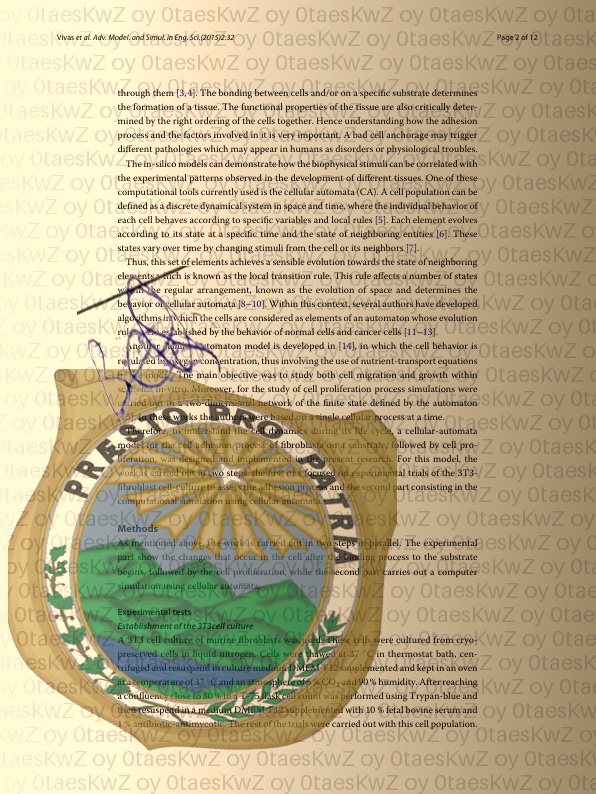 Vivas et al. Adv. Model. and Simul. in Eng. Sci. (2015) 2:32
Page 2 of 12
through them [3,4]. The bonding between cells and/or on a specific substrate determines
the formation of a tissue. The functional properties of the tissue are also critically deter-
mined by the right ordering of the cells together. Hence understanding how the adhesion
process and the factors involved in it is very important. A bad cell anchorage may trigger
different pathologies which may appear in humans as disorders or physiological troubles.
The in-silico models can demonstrate how the biophysical stimuli can be correlated with
the experimental patterns observed in the development of different tissues. One of these
computational tools currently used is the cellular automata (CA). A cell population can be
defined as a discrete dynamical system in space and time, where the individual behavior of
each cell behaves according to specific variables and local rules [5]. Each element evolves
according to its state at a specific time and the state of neighboring entities [6]. These
states vary over time by changing stimuli from the cell or its neighbors [7].
Thus, this set of elements achieves a sensible evolution towards the state of neighboring
elements which is known as the local transition rule. This rule affects a number of states
within the regular arrangement, known as the evolution of space and determines the
behavior of cellular automata [8–10]. Within this context, several authors have developed
algorithms in which the cells are considered as elements of an automaton whose evolution
established by the behavior of normal cells and cancer cells [11–13].
Another automaton model is developed in [14], in which the cell behavior is
regulated by oxygen concentration, thus involving the use of nutrient-transport equations
The main objective was to study both cell migration and growth within
in vitro. Moreover, for the study of cell proliferation process simulations were
carried out in a two-dimensional network of the finite state defined by the automaton
In these works the authors were based on a single cellular process at a time.
Therefore, to understand the cell dynamics during its life cycle, a cellular-automata
model for the cell adhesion process of fibroblasts on a substrate, followed by cell pro-
liferation, was designed and implemented in the present research. For this model, the
work is carried out in two steps, the first one focused on experimental trials of the 3T3-
fibroblast cell-culture to assess the adhesion process and the second part consisting in the
computational simulation using cellular automata.
Methods
As mentioned above, the work is carried out in two steps in parallel. The experimental
part show the changes that occur in the cell after the binding process to the substrate
begins, followed by the cell proliferation, while the second part carries out a computer
simulation using cellular automata.
Experimental tests
Establishment of the 3T3 cell culture
A 3T3 cell culture of murine fibroblasts was used. These cells were cultured from cryo-
preserved cells in liquid nitrogen. Cells were thawed at 37 ° in thermostat bath, cen-
trifuged and resuspend in culture medium DMEM-F12 supplemented and kept in an oven
at a temperature of 37 °C and an atmosphere of 5 % CO2 and 90 % humidity. After reaching
a confluency close to 80 % in a T-75 flask cell count was performed using Trypan-blue and
then resuspend in a medium DMEM-F12 supplemented with 10 % fetal bovine serum and
1 % antibiotic-antimycotic. The rest of the trials were carried out with this cell population.
PRESSO
PATRIA
0taesKwZ oy